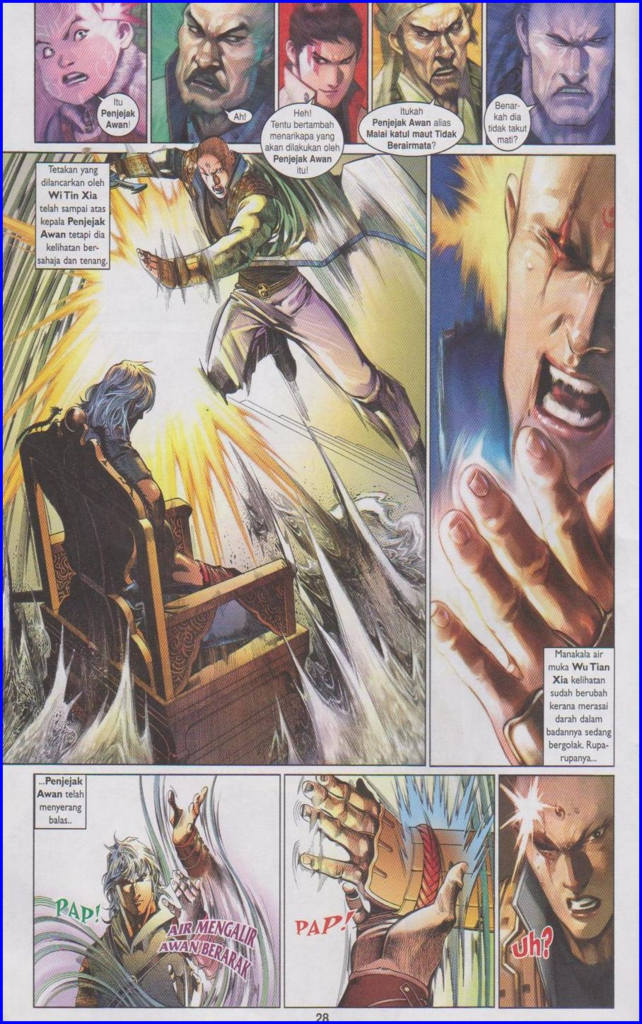 Itu
Penjejak
Awan!
Ah!
Heh!
Tentu bertambah
menarikapa yang
akan dilakukan oleh
Penjejak Awan
itu!
Itukah
Penjejak Awan alias
Malai katul maut Tidak
Berairmata?
Benar-
kah dia
tidak takut
mati?
Tetakan yang
dilancarkan oleh
Wi Tin Xia
telah sampai atas
kepala Penjejak
Awan tetapi dia
kelihatan ber-
sahaja dan tenang.
Manakala air
muka Wu Tian
Xia kelihatan
sudah berubah
kerana merasai
darah dalam
badannya sedang
bergolak. Rupa-
rupanya...
...Penjejak
Awan telah
menyerang
balas..
PAP!
AIR MENGALIR
AWAN BERARAK
PAP!
Uh?
28